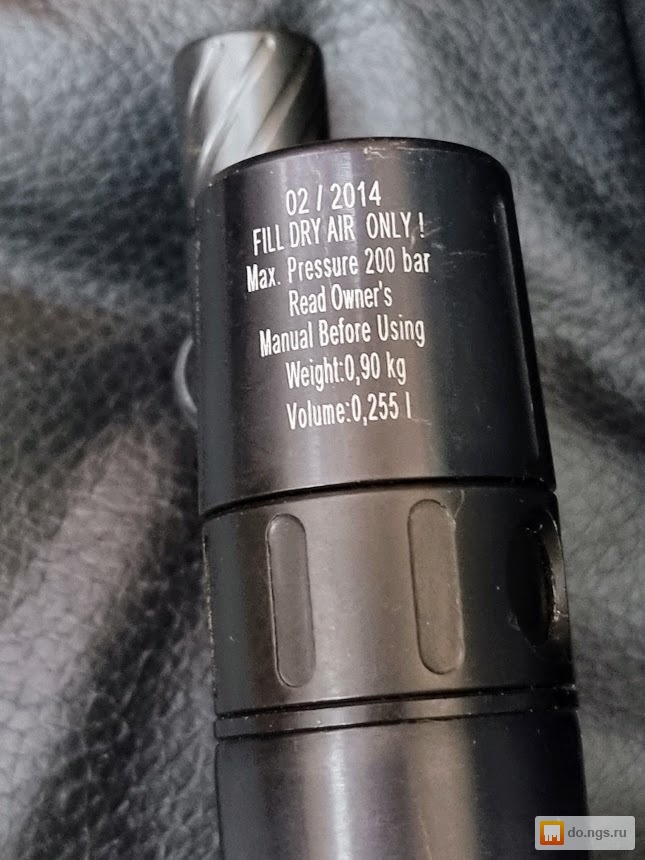 02 / 2014
FILL DRY AIR ONLY !
Max. Pressure 200 bar
Read Owner's
Manual Before Using
Weight:0,90 kg
Volume:0,255 l
do.ngs.ru